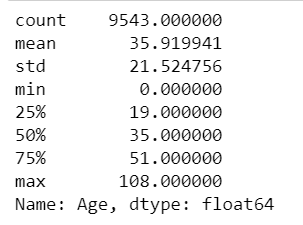 count    9543.000000
mean       35.919941
std        21.524756
min         0.000000
25%        19.000000
50%        35.000000
75%        51.000000
max       108.000000
Name: Age, dtype: float64